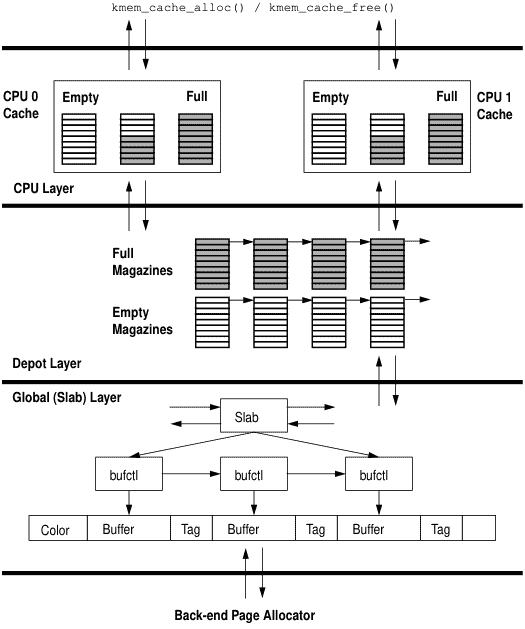 kmem_cache_alloc() / kmem_cache_free()
CPU 0
Cache
Empty
Full
Empty
Full
CPU 1
Cache
CPU Layer
Full
Magazines
Empty
Magazines
Depot Layer
Global (Slab) Layer
Slab
bufctl
bufctl
bufctl
Color
Buffer
Tag
Buffer
Tag
Buffer
Tag
Back-end Page Allocator